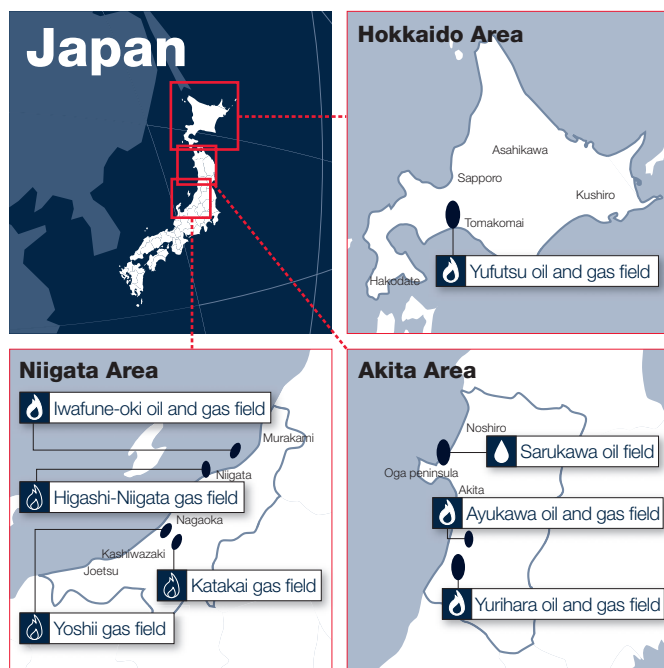 Japan
Hokkaido Area
Asahikawa
Sapporo
Kushiro
Tomakomai
Yufutsu oil and gas field
Hakodate
Niigata Area
Iwafune-oki oil and gas field
Murakami
Niigata
Higashi-Niigata gas field
Nagaoka
Kashiwazaki
Joetsu
Katakai gas field
Yoshii gas field
Akita Area
Noshiro
Sarukawa oil field
Oga peninsula
Akita
Ayukawa oil and gas field
Yurihara oil and gas field